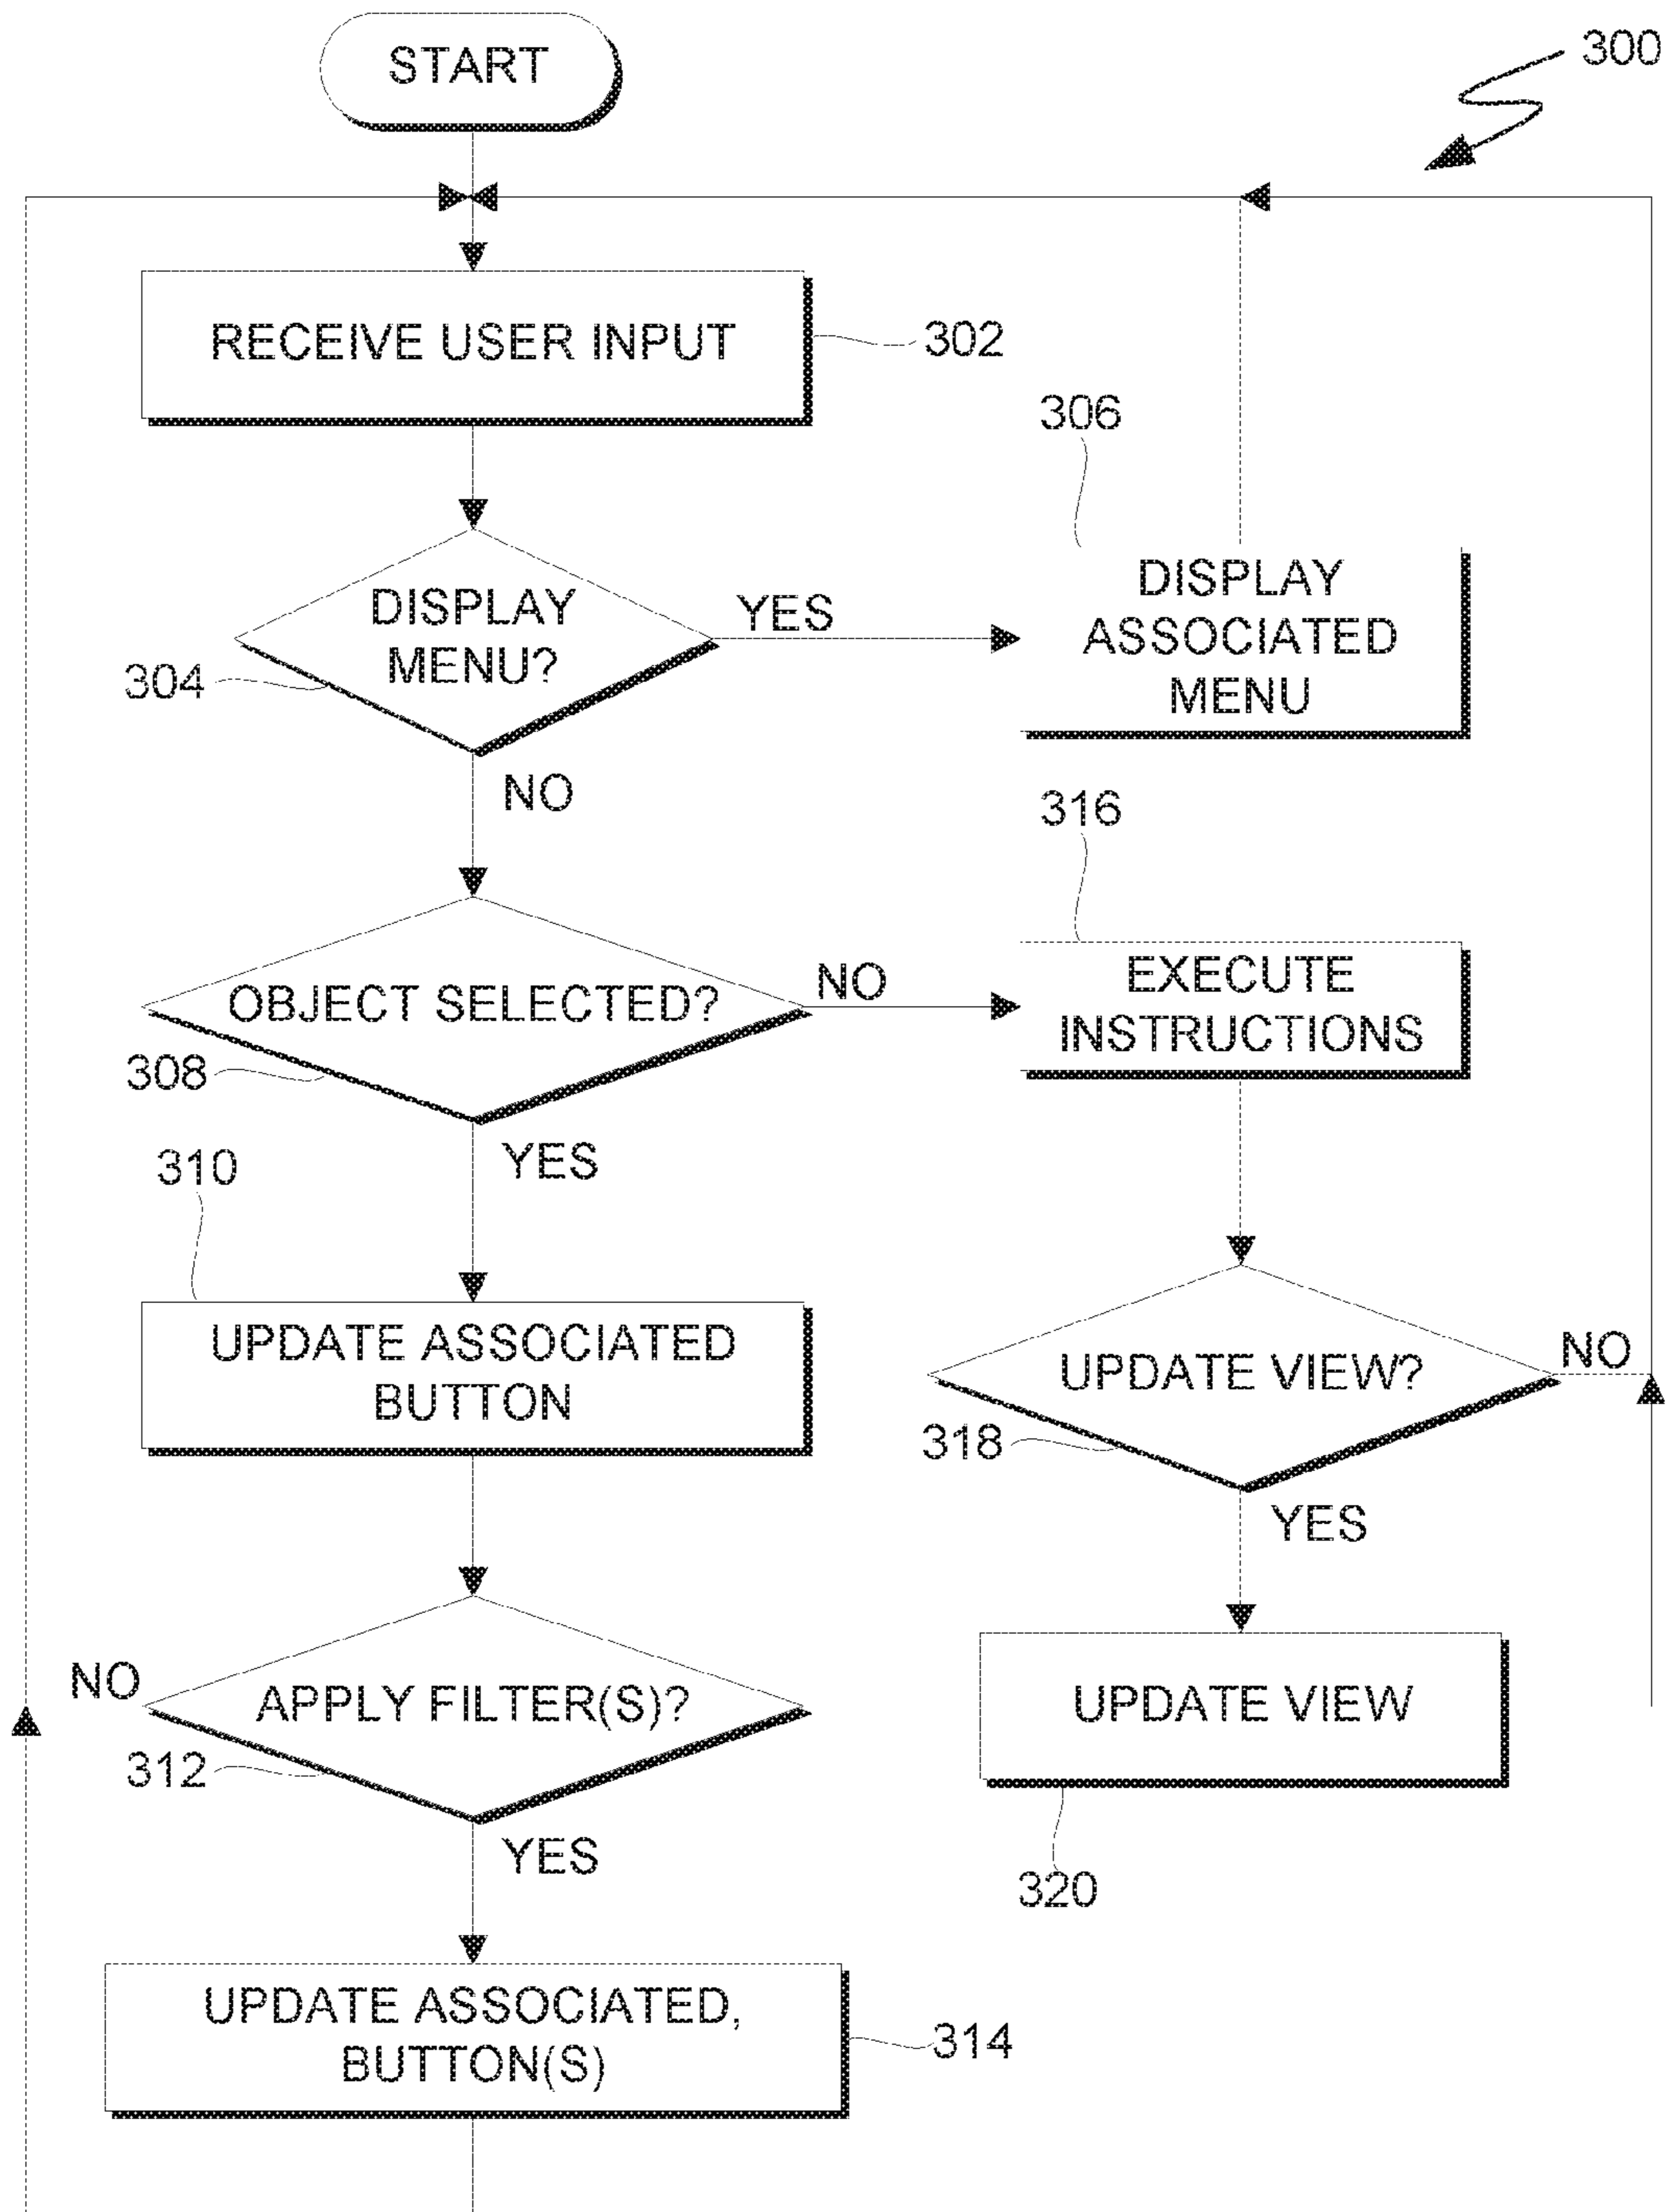 START
300
RECEIVE USER INPUT
302
306
DISPLAY
MENU?
YES
304
NO
DISPLAY
ASSOCIATED
MENU
316
OBJECT SELECTED?
NO
308
YES
EXECUTE
INSTRUCTIONS
310
UPDATE ASSOCIATED
BUTTON
UPDATE VIEW?
NO
318
YES
NO
APPLY FILTER(S)?
312
YES
UPDATE VIEW
320
UPDATE ASSOCIATED,
BUTTON(S)
314